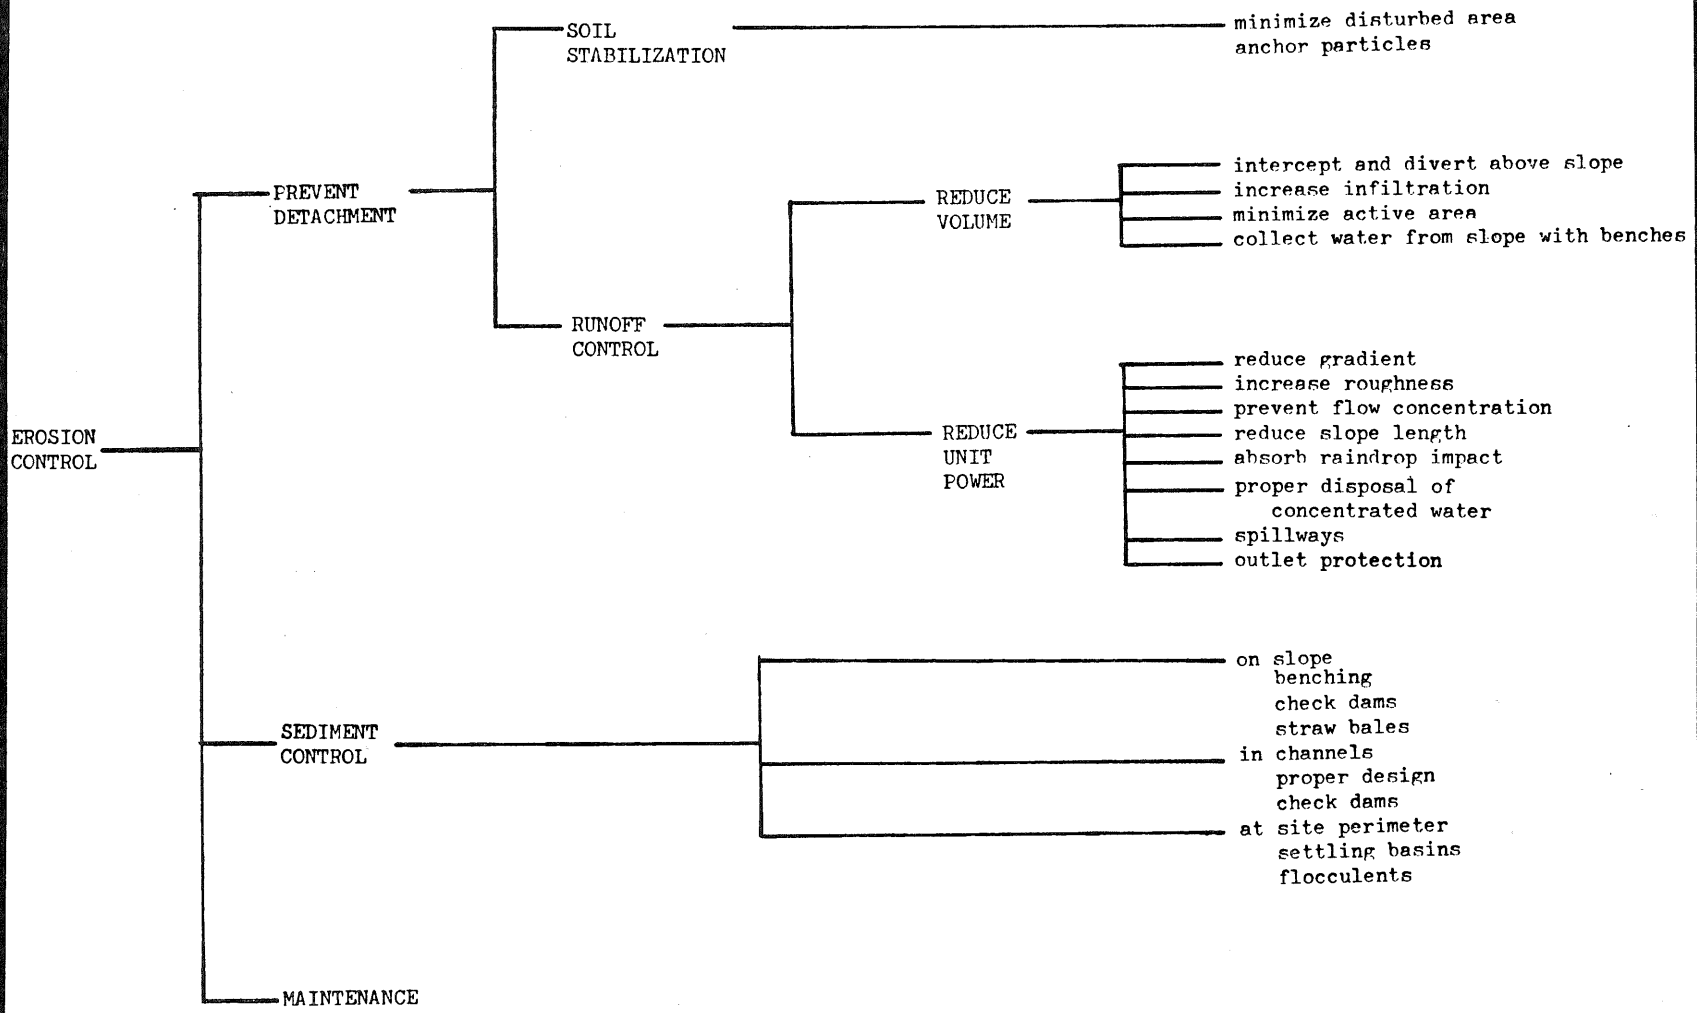 SOIL
STABILIZATION
minimize disturbed area
anchor particles
PREVENT
DETACHMENT
REDUCE
VOLUME
intercept and divert above slope
increase infiltration
minimize active area
collect water from slope with benches
RUNOFF
CONTROL
EROSION
CONTROL
REDUCE
UNIT
POWER
reduce gradient
increase roughness
prevent flow concentration
reduce slope length
absorb raindrop impact
proper disposal of
concentrated water
spillways
outlet protection
SEDIMENT
CONTROL
on slope
benching
check dams
straw bales
in channels
proper design
check dams
at site perimeter
settling basins
flocculents
MAINTENANCE